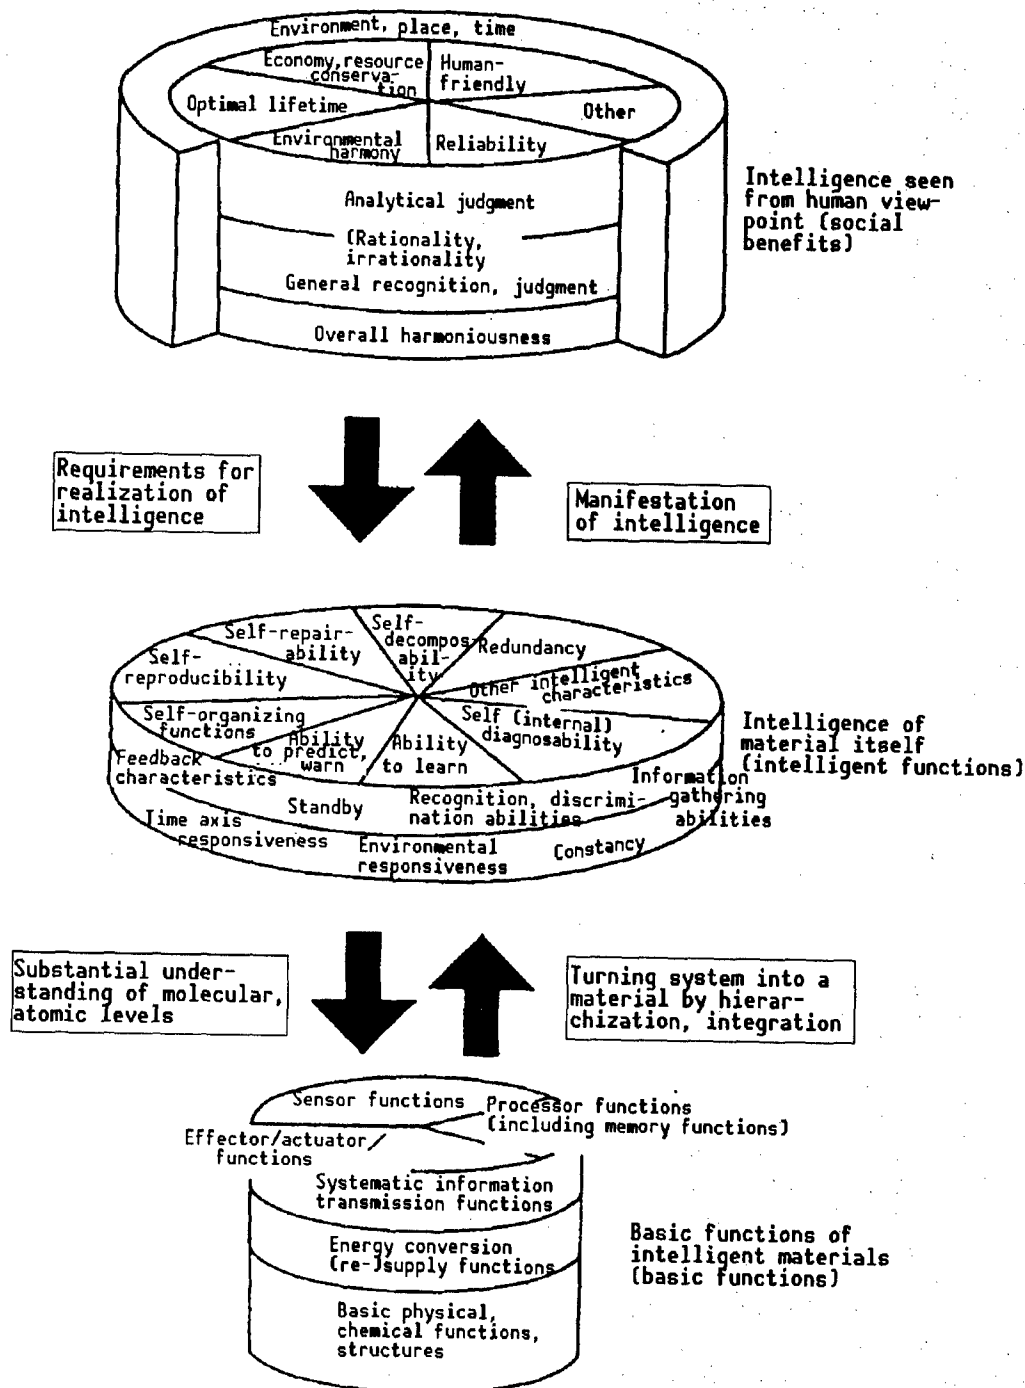 Environment, place, time
Economy, resource
conserva-
tion
Human-
friendly
Optimal lifetime
Other
Environmental
harmony
Reliability
Analytical judgment
(Rationality,
irrationality
General recognition, judgment
Overall harmoniousness
Intelligence seen
from human view-
point (social
benefits)
Requirements for
realization of
intelligence
Manifestation
of intelligence
Self-repair-
ability
Self-
decompos-
abil-
ity
Redundancy
Self-
reproducibility
Other intelligent
characteristics
Self-organizing
functions
Ability
to predict,
warn
Ability
to learn
Self (internal)
diagnosability
Intelligence of
material itself
(intelligent functions)
Feedback
characteristics
Standby
Recognition, discrimi-
nation abilities
Information
gathering
abilities
Time axis
responsiveness
Environmental
responsiveness
Constancy
Substantial under-
standing of molecular,
atomic levels
Turning system into a
material by hierar-
chization, integration
Sensor functions
Processor functions
(including memory functions)
Effector/actuator/
functions
Systematic information
transmission functions
Energy conversion
(re-)supply functions
Basic physical,
chemical functions,
structures
Basic functions of
intelligent materials
(basic functions)